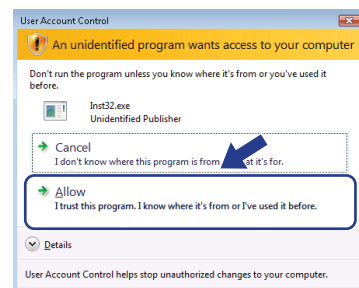 User Account Control
An unidentified program wants access to your computer
Don't run the program unless you know where it's from or you've used it
before.
Inst32.exe
Unidentified Publisher
Cancel
I don't know where this program is from at it's for.
Allow
I trust this program. I know where it's from or I've used it before.
Details
User Account Control helps stop unauthorized changes to your computer.